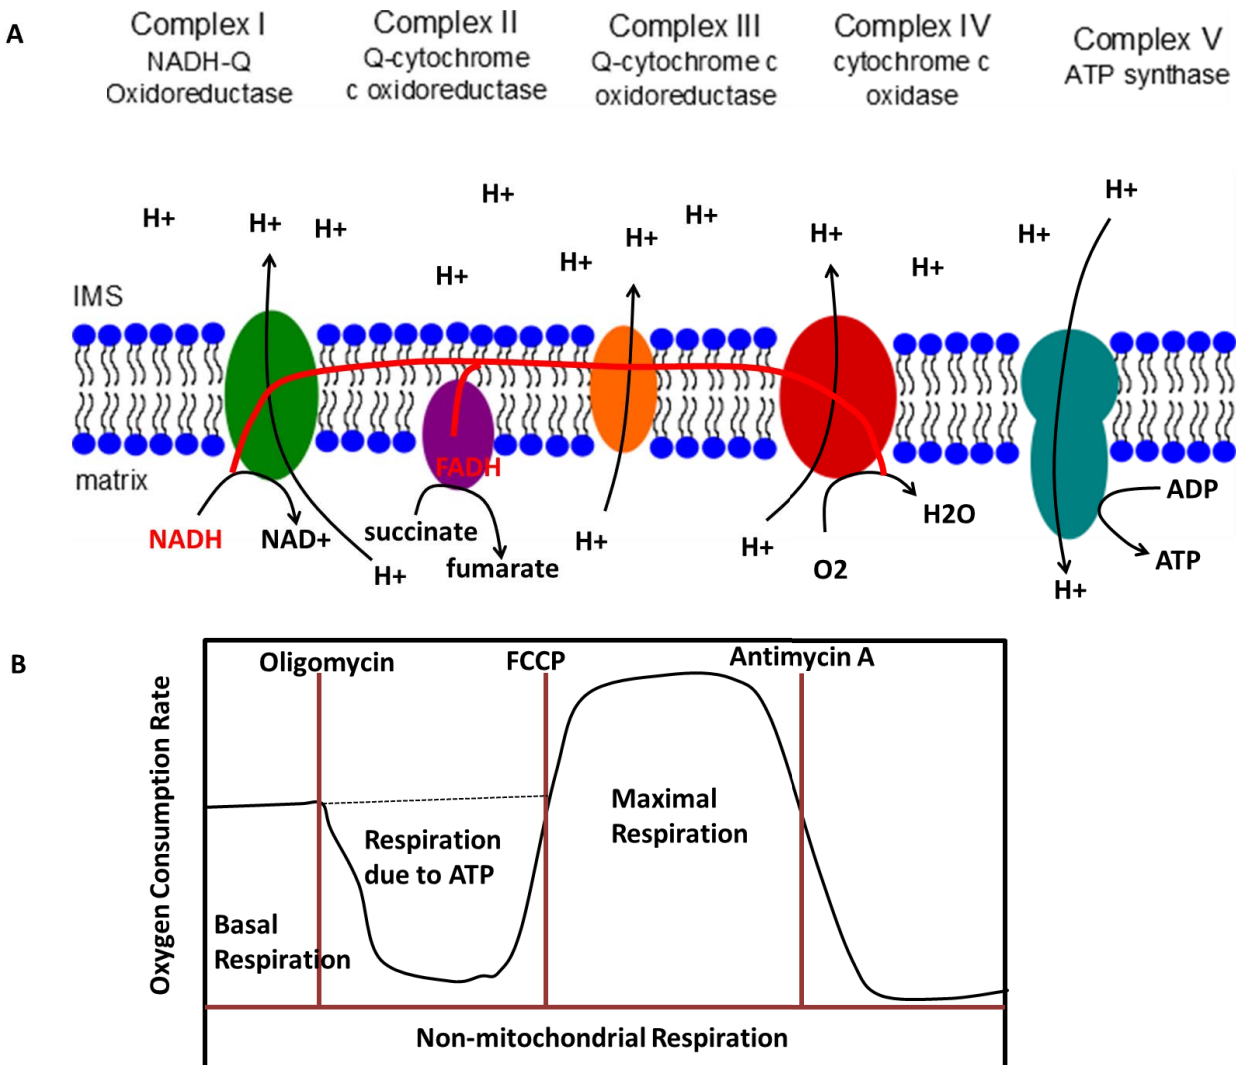 A
Complex I
NADH-Q
Oxidoreductase
Complex II
Q-cytochrome
c oxidoreductase
Complex III
Q-cytochrome c
oxidoreductase
Complex IV
cytochrome c
oxidase
Complex V
ATP synthase
H+
H+
H+
H+
H+
H+
H+
H+
H+
H+
H+
H+
IMS
matrix
NADH
NAD+
H+
FADH
succinate
fumarate
H+
H+
O2
H2O
ADP
ATP
H+
B
Oligomycin
FCCP
Antimycin A
Oxygen Consumption Rate
Basal
Respiration
Respiration
due to ATP
Maximal
Respiration
Non-mitochondrial Respiration